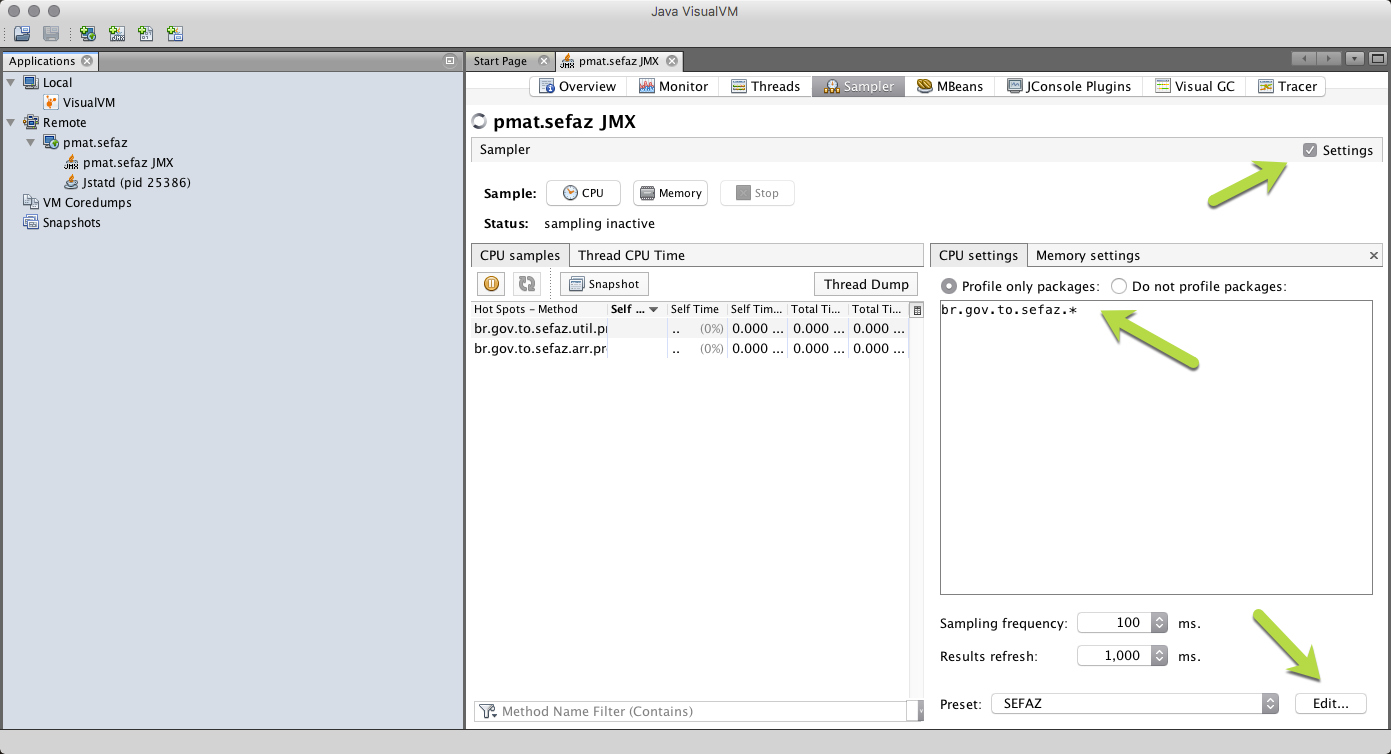 Java VisualVM
Applications
Local
VisualVM
Remote
pmat.sefaz
pmat.sefaz JMX
Jstatd (pid 25386)
VM Coredumps
Snapshots
Start Page
pmat.sefaz JMX
Overview Monitor Threads Sampler MBeans JConsole Plugins Visual GC Tracer
pmat.sefaz JMX
Sampler
Settings
Sample: CPU Memory Stop
Status: sampling inactive
CPU samples Thread CPU Time
Snapshot Thread Dump
Hot Spots – Method Self ... Self Time Self Tim... Total Ti... Total Ti...
br.gov.to.sefaz.util.pr .. (0%) 0.000 ... 0.000 ... 0.000 ...
br.gov.to.sefaz.arr.pr .. (0%) 0.000 ... 0.000 ... 0.000 ...
Method Name Filter (Contains)
CPU settings Memory settings
Profile only packages: Do not profile packages:
br.gov.to.sefaz.*
Sampling frequency: 100 ms.
Results refresh: 1,000 ms.
Preset: SEFAZ Edit...